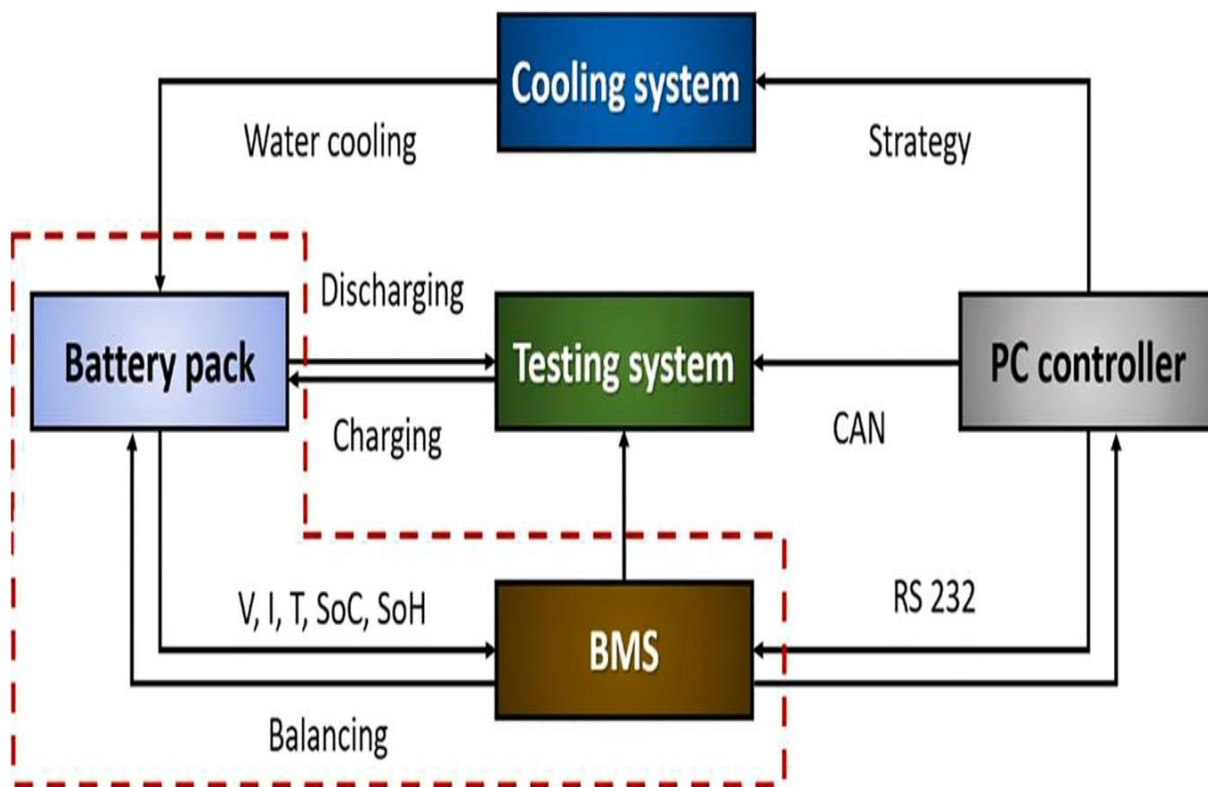 Cooling system
Water cooling
Strategy
Discharging
Battery pack
Testing system
PC controller
Charging
CAN
V, I, T, SoC, SoH
RS 232
BMS
Balancing